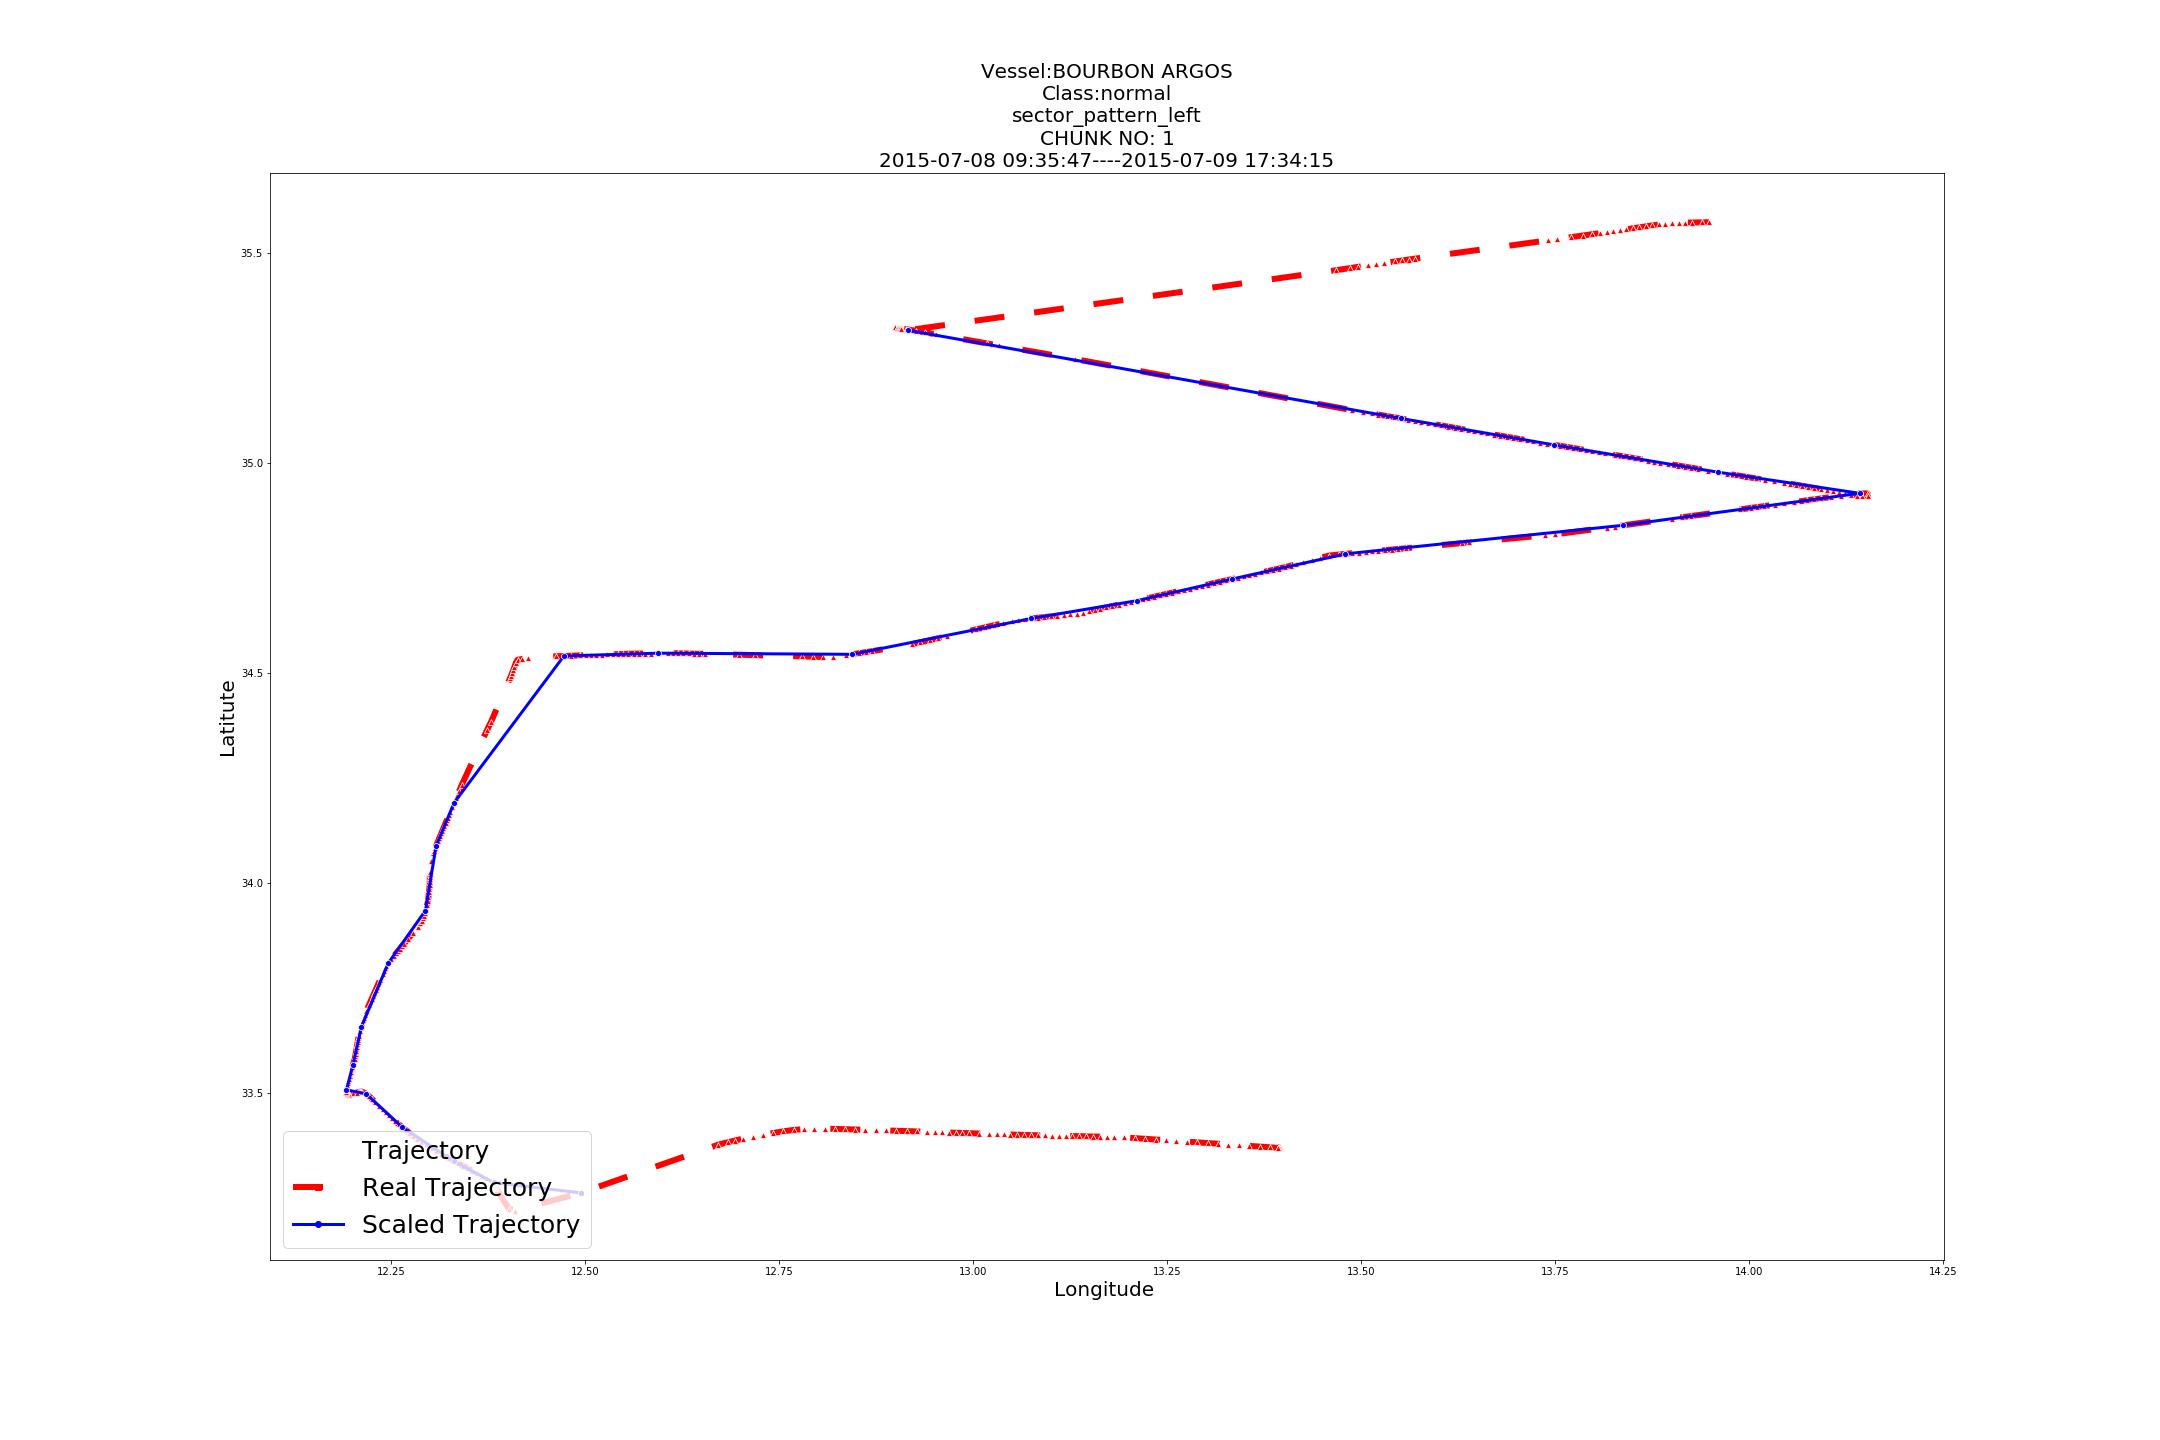 Vessel:BOURBON ARGOS
Class:normal
sector_pattern_left
CHUNK NO: 1
2015-07-08 09:35:47----2015-07-09 17:34:15
35.5
35.0
34.5
34.0
33.5
Latitute
Trajectory
Real Trajectory
Scaled Trajectory
12.25 12.50 12.75 13.00 13.25 13.50 13.75 14.00 14.25
Longitude